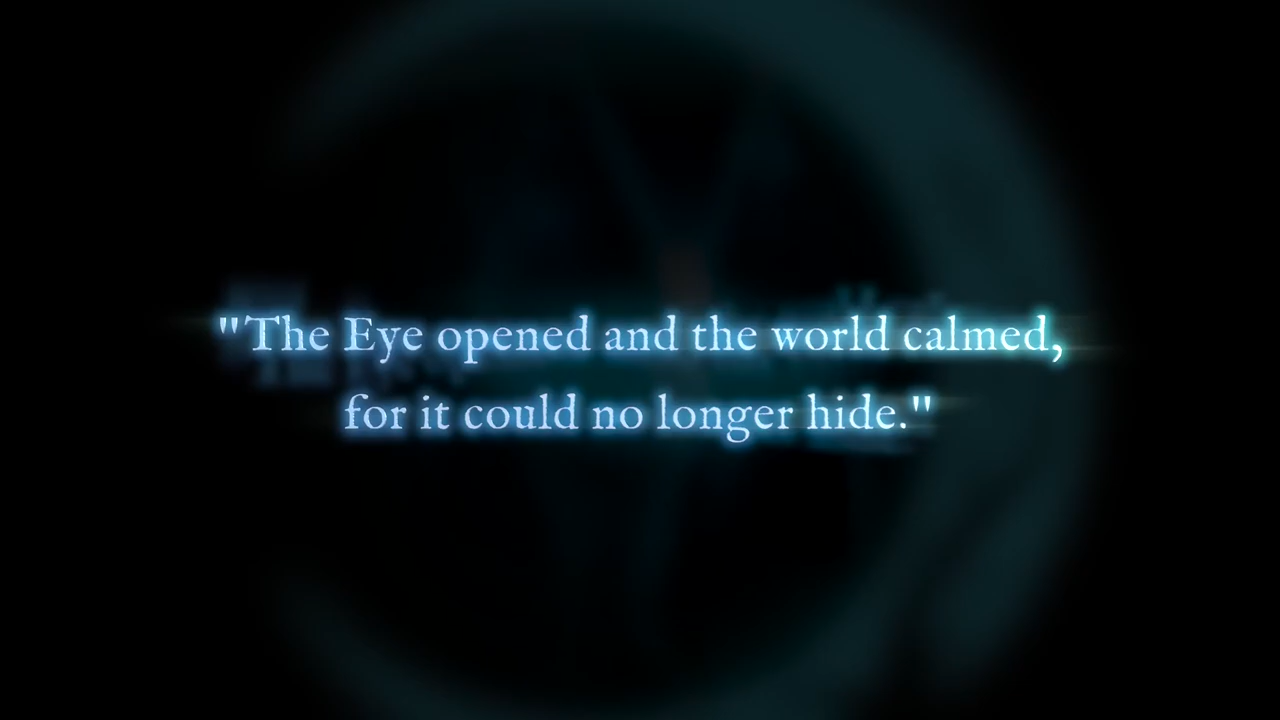 "The Eye opened and the world calmed,
for it could no longer hide."